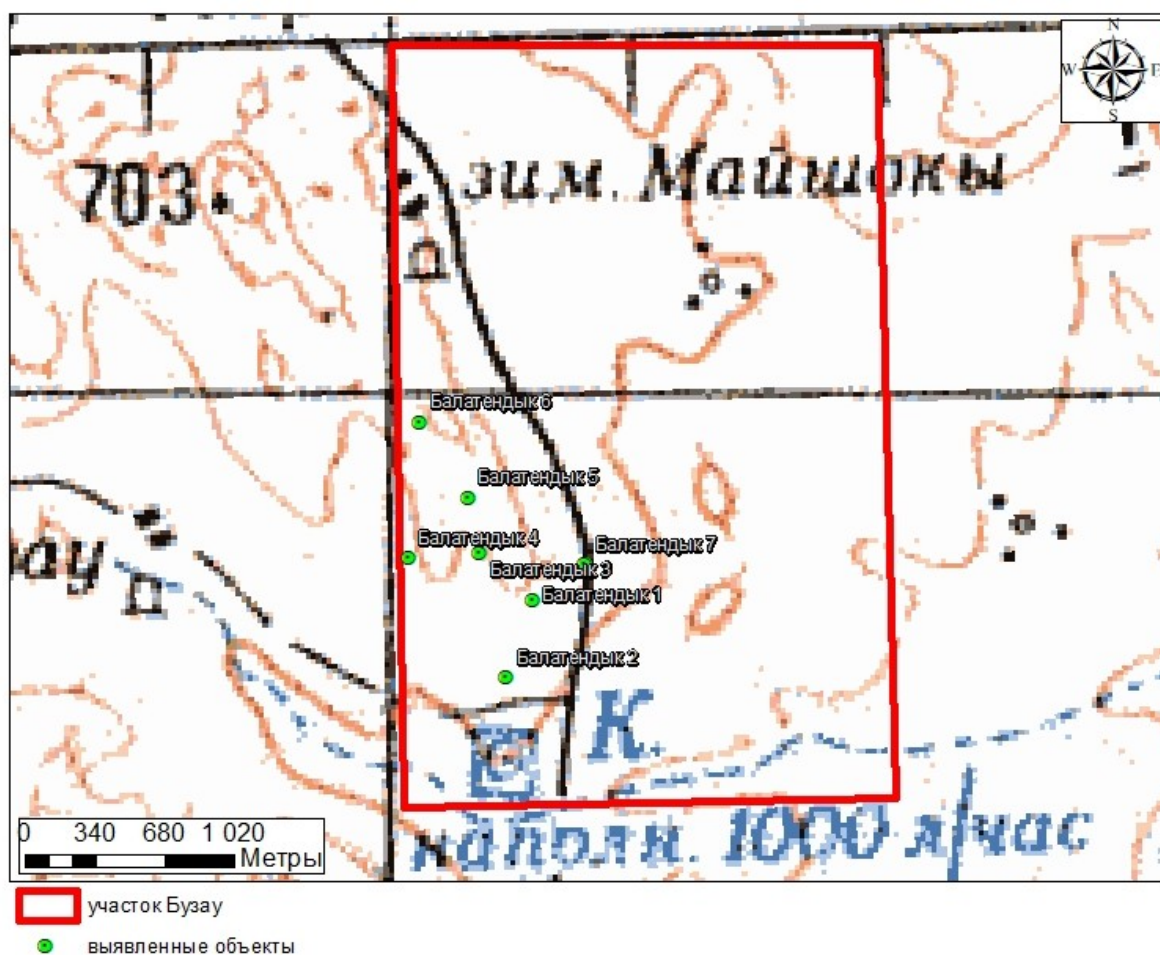 N
W E
S
703
зим. Майшокы
Балатендык 6
Балатендык 5
Балатендык 4
Балатендык 7
Балатендык 3
Балатендык 1
Балатендык 2
К.
наполн. 1000 л/час
0 340 680 1 020
Метры
участок Бузау
выявленные объекты